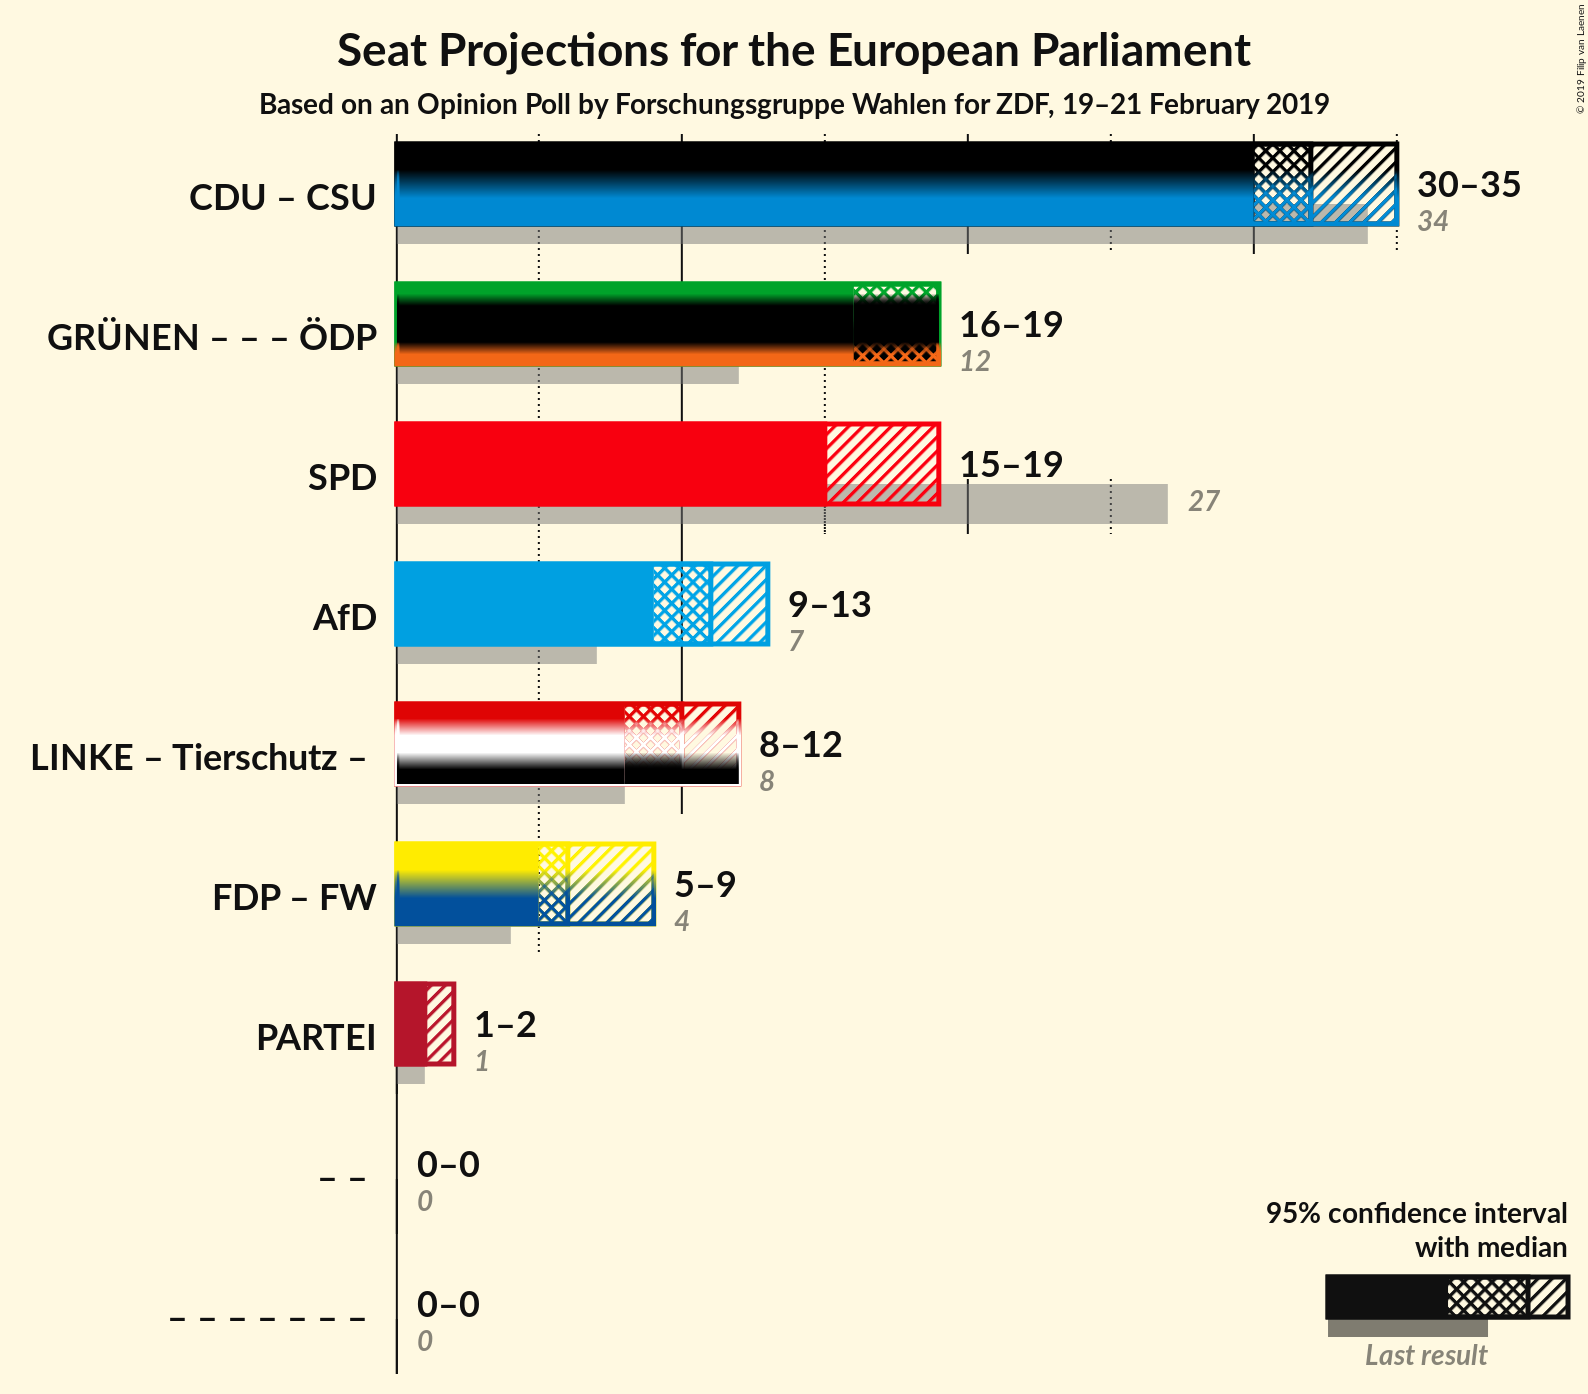 Seat Projections for the European Parliament
Based on an Opinion Poll by Forschungsgruppe Wahlen for ZDF, 19–21 February 2019
© 2019 Filip van Laenen
CDU – CSU
30–35
34
GRÜNEN – – – ÖDP
16–19
12
SPD
15–19
27
AfD
9–13
7
LINKE – Tierschutz –
8–12
8
FDP – FW
5–9
4
PARTEI
1–2
1
– –
0–0
0
– – – – – – –
0–0
0
95% confidence interval
with median
Last result